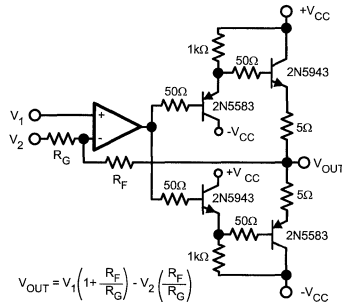 +VCC
1kΩ
50Ω
2N5943
50Ω
2N5583
-VCC
5Ω
V1
+
V2
-
RG
RF
VOUT
+VCC
5Ω
50Ω
2N5943
50Ω
2N5583
1kΩ
-VCC
VOUT = V1(1+ RF/RG) - V2(RF/RG)